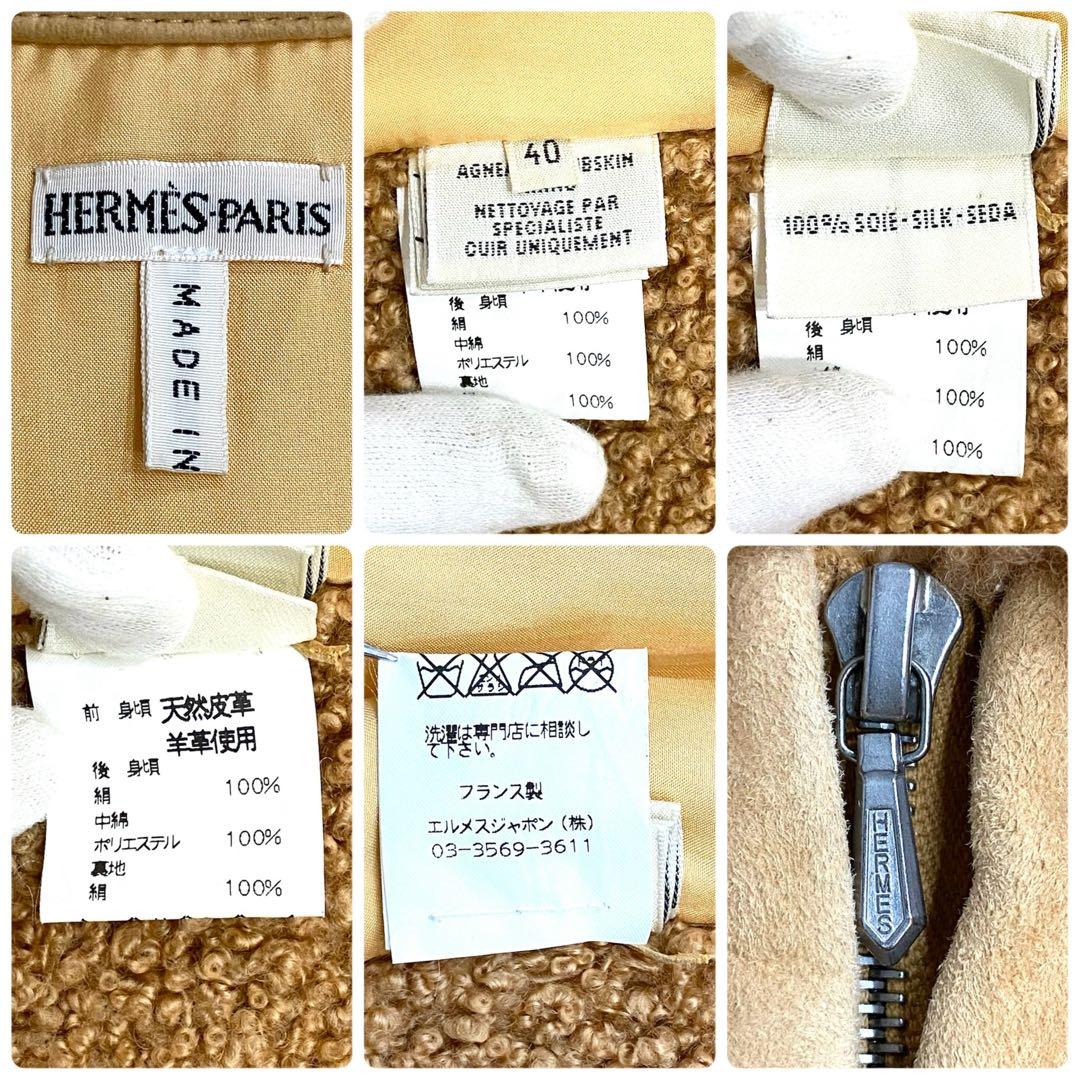 HERMÈS-PARIS
MADE IN
40
NETTOYAGE PAR
SPECIALISTE
CUIR UNIQUEMENT
後 身頃
絹 100%
中綿
ポリエステル 100%
裏地
100%
100% SOIE-SILK-SEDA
後 身頃
絹 100%
100%
100%
前 身頃 天然皮革
羊革使用
後 身頃
絹 100%
中綿
ポリエステル 100%
裏地
絹 100%
洗濯は専門店に相談し
て下さい。
フランス製
エルメスジャポン（株）
03-3569-3611
HERMES